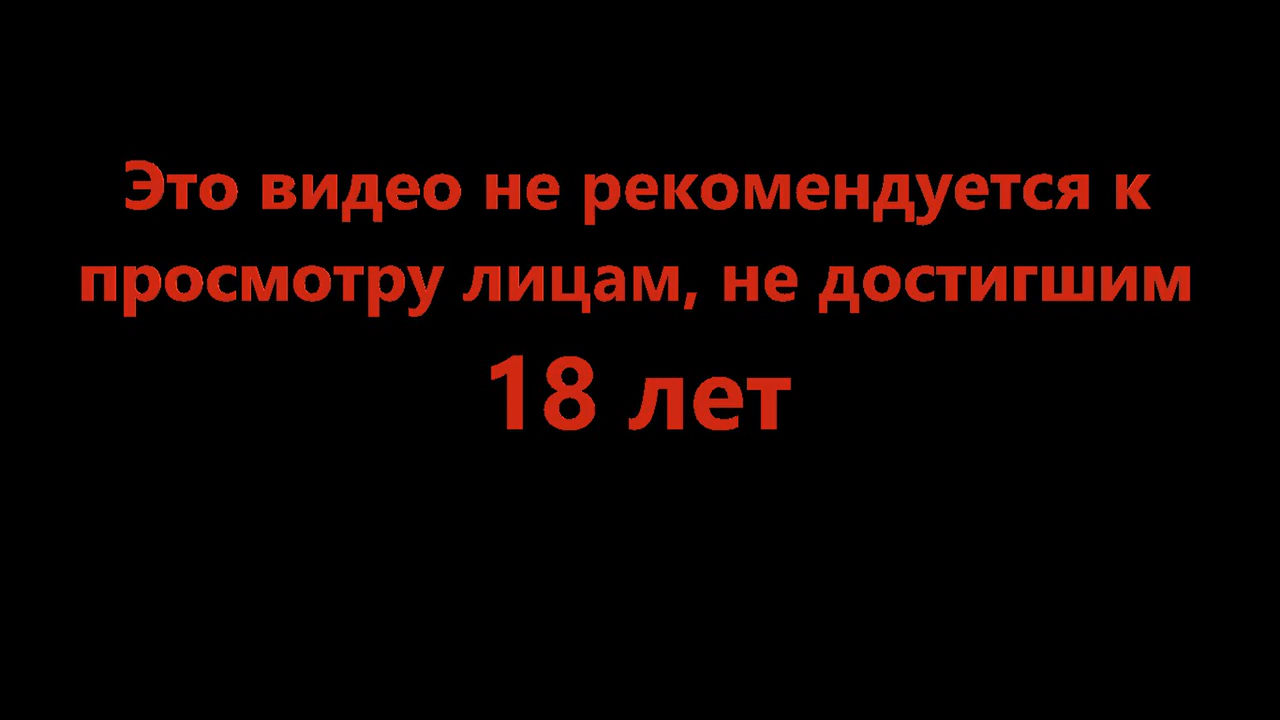 Это видео не рекомендуется к
просмотру лицам, не достигшим
18 лет